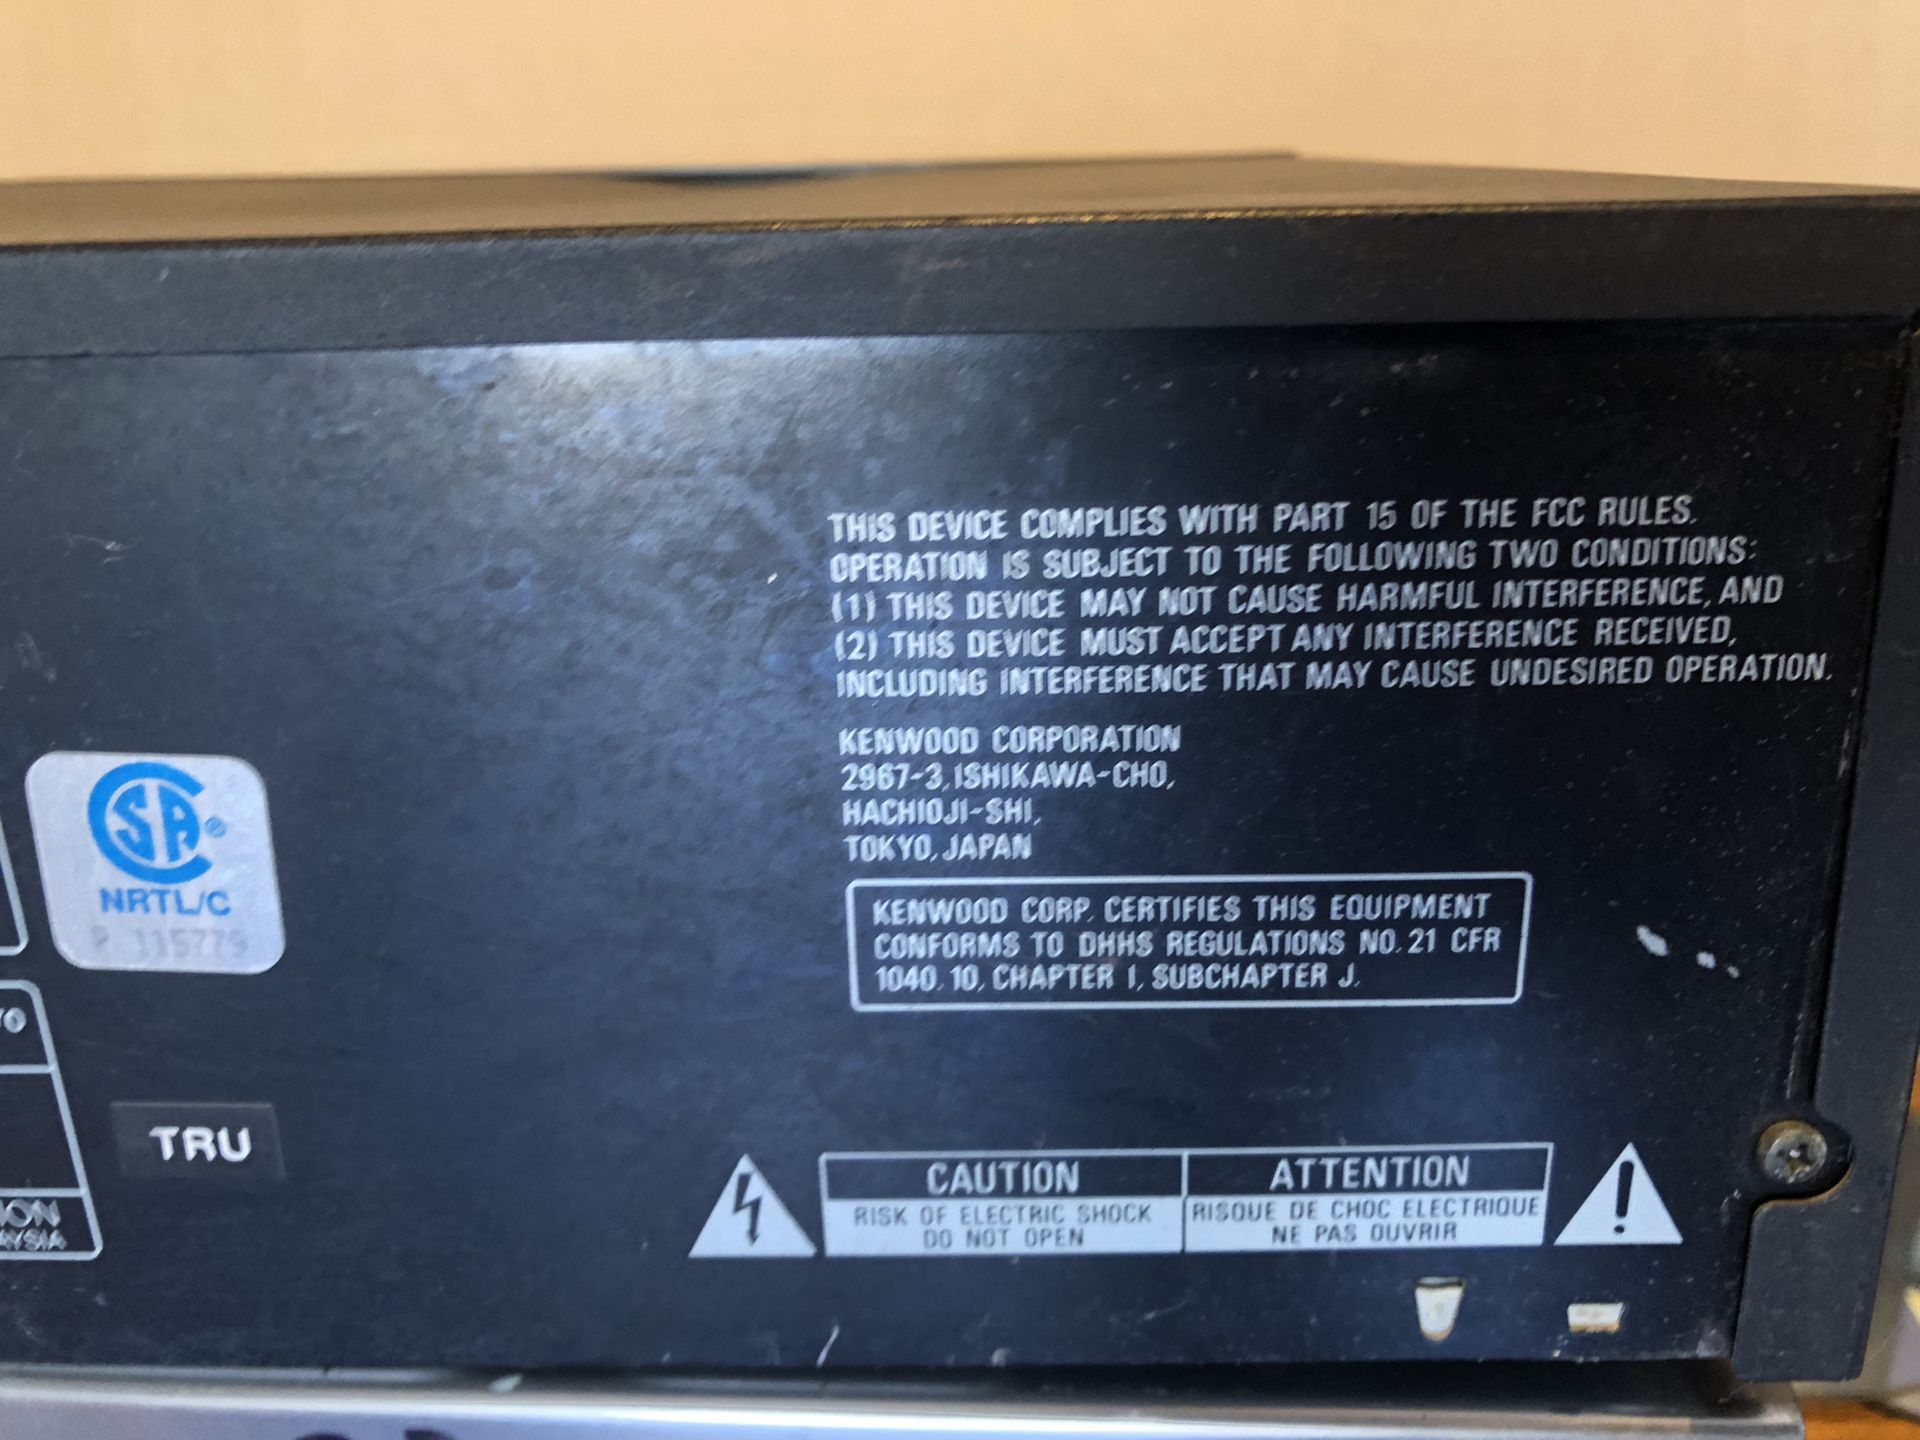 THIS DEVICE COMPLIES WITH PART 15 OF THE FCC RULES.
OPERATION IS SUBJECT TO THE FOLLOWING TWO CONDITIONS:
(1) THIS DEVICE MAY NOT CAUSE HARMFUL INTERFERENCE, AND
(2) THIS DEVICE MUST ACCEPT ANY INTERFERENCE RECEIVED,
INCLUDING INTERFERENCE THAT MAY CAUSE UNDESIRED OPERATION.
KENWOOD CORPORATION
2967-3, ISHIKAWA-CHO,
HACHIOJI-SHI,
TOKYO, JAPAN
KENWOOD CORP. CERTIFIES THIS EQUIPMENT
CONFORMS TO DHHS REGULATIONS NO. 21 CFR
1040. 10, CHAPTER 1, SUBCHAPTER J.
CSA®
NRTL/C
P 115779
TRU
CAUTION
RISK OF ELECTRIC SHOCK
DO NOT OPEN
ATTENTION
RISQUE DE CHOC ELECTRIQUE
NE PAS OUVRIR